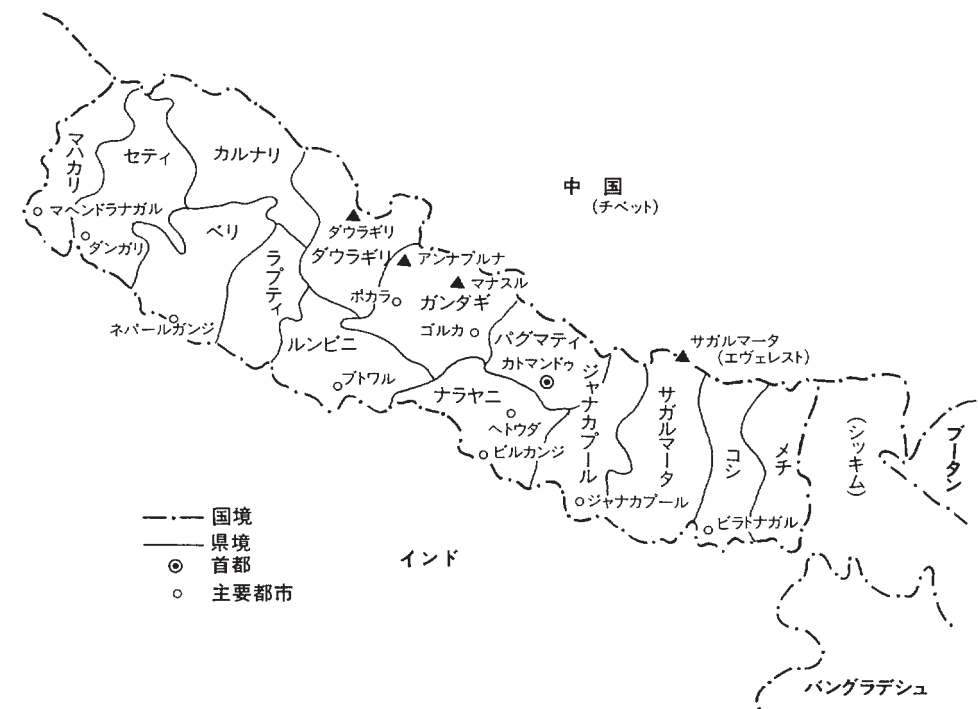 中 国
(チベット)
マハカリ
セティ
カルナリ
マヘンドラナガル
ダンガリ
ベリ
ダウラギリ
ダウラギリ
アンナプルナ
マナスル
ラプティ
ポカラ
ガンダギ
ネパールガンジ
ゴルカ
ルンビニ
パグマティ
サガルマータ
(エヴェレスト)
カトマンドゥ
ブトワル
ナラヤニ
ジャナカプール
サガルマータ
コシ
メチ
(シッキム)
ブータン
ヘトウダ
ビルカンジ
ジャナカプール
ビラトナガル
国境
県境
首都
主要都市
インド
バングラデシュ